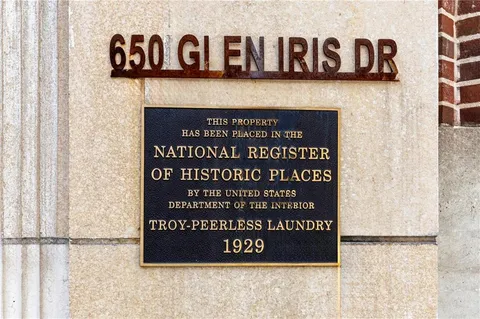 650 GLEN IRIS DR
THIS PROPERTY
HAS BEEN PLACED IN THE
NATIONAL REGISTER
OF HISTORIC PLACES
BY THE UNITED STATES
DEPARTMENT OF THE INTERIOR
TROY-PEERLESS LAUNDRY
1929